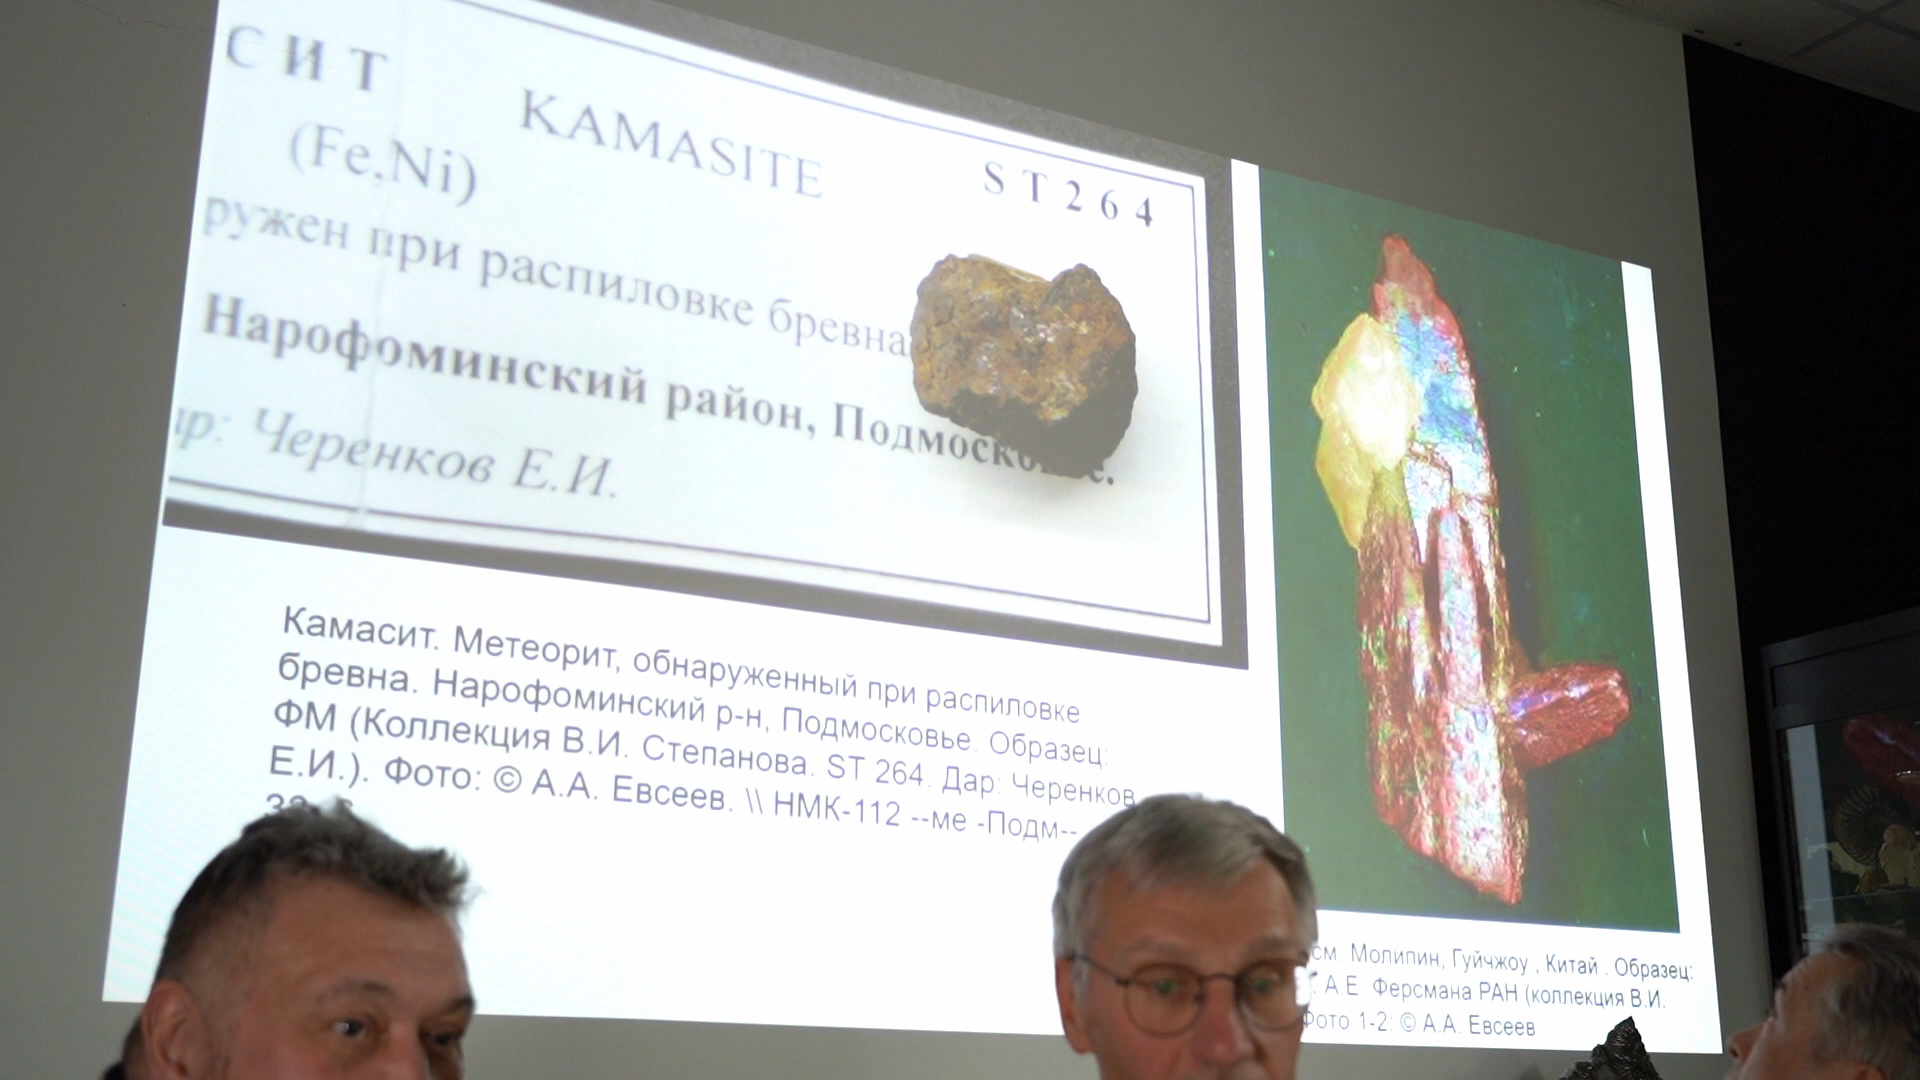 СИТ
KAMASITE
ST264
(Fe,Ni)
ружен при распиловке бревна
Нарофоминский район,
ар: Черенков Е.И.
Камасит. Метеорит, обнаруженный при распиловке
бревна. Нарофоминский р-н, Подмосковье. Образец:
ФМ (Коллекция В.И. Степанова. ST 264. Дар: Черенков
Е.И.). Фото: © А.А. Евсеев. \\ НМК-112 --ме -Подм--
см. Молипин, Гуйчжоу , Китай . Образец:
А.Е. Ферсмана РАН (коллекция В.И.
Фото 1-2: © А.А. Евсеев